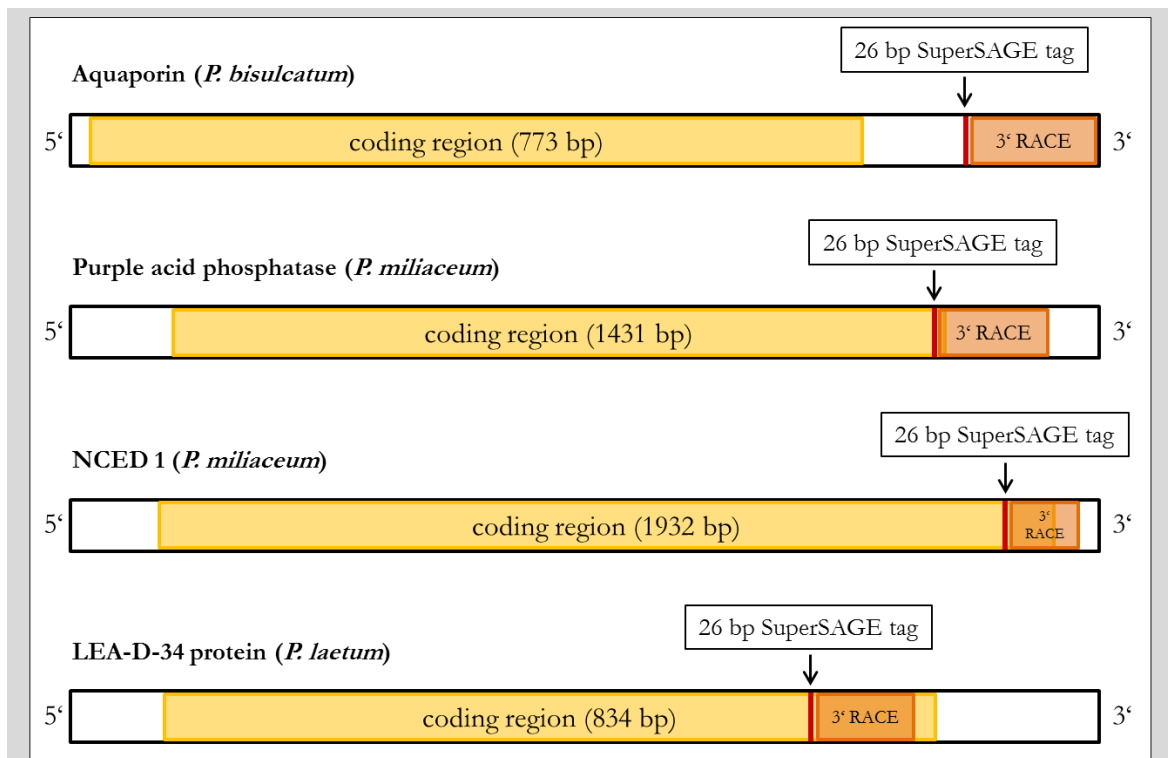 26 bp SuperSAGE tag
Aquaporin (P. bisulcatum)
5‘ coding region (773 bp) 3‘ RACE 3‘
26 bp SuperSAGE tag
Purple acid phosphatase (P. miliaceum)
5‘ coding region (1431 bp) 3‘ RACE 3‘
26 bp SuperSAGE tag
NCED 1 (P. miliaceum)
5‘ coding region (1932 bp) 3‘ RACE 3‘
26 bp SuperSAGE tag
LEA-D-34 protein (P. laetum)
5‘ coding region (834 bp) 3‘ RACE 3‘